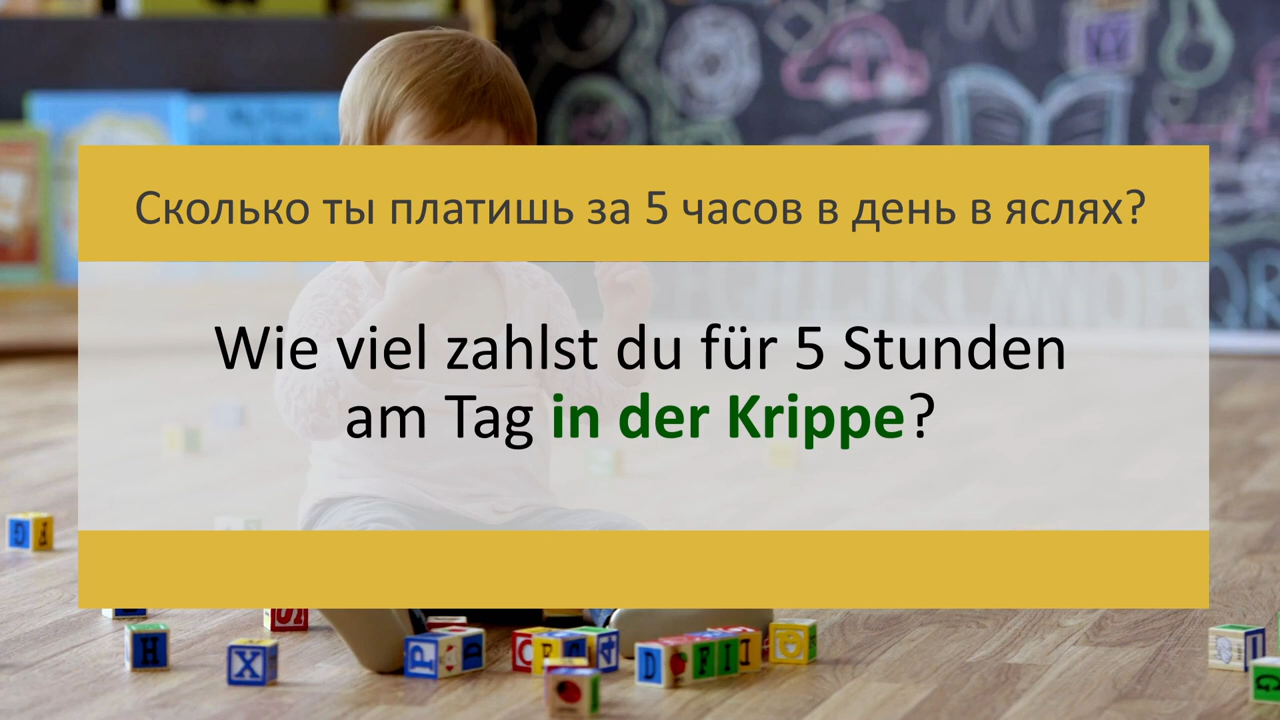 Сколько ты платишь за 5 часов в день в яслях?
Wie viel zahlst du für 5 Stunden
am Tag in der Krippe?
H
X
P
D
F